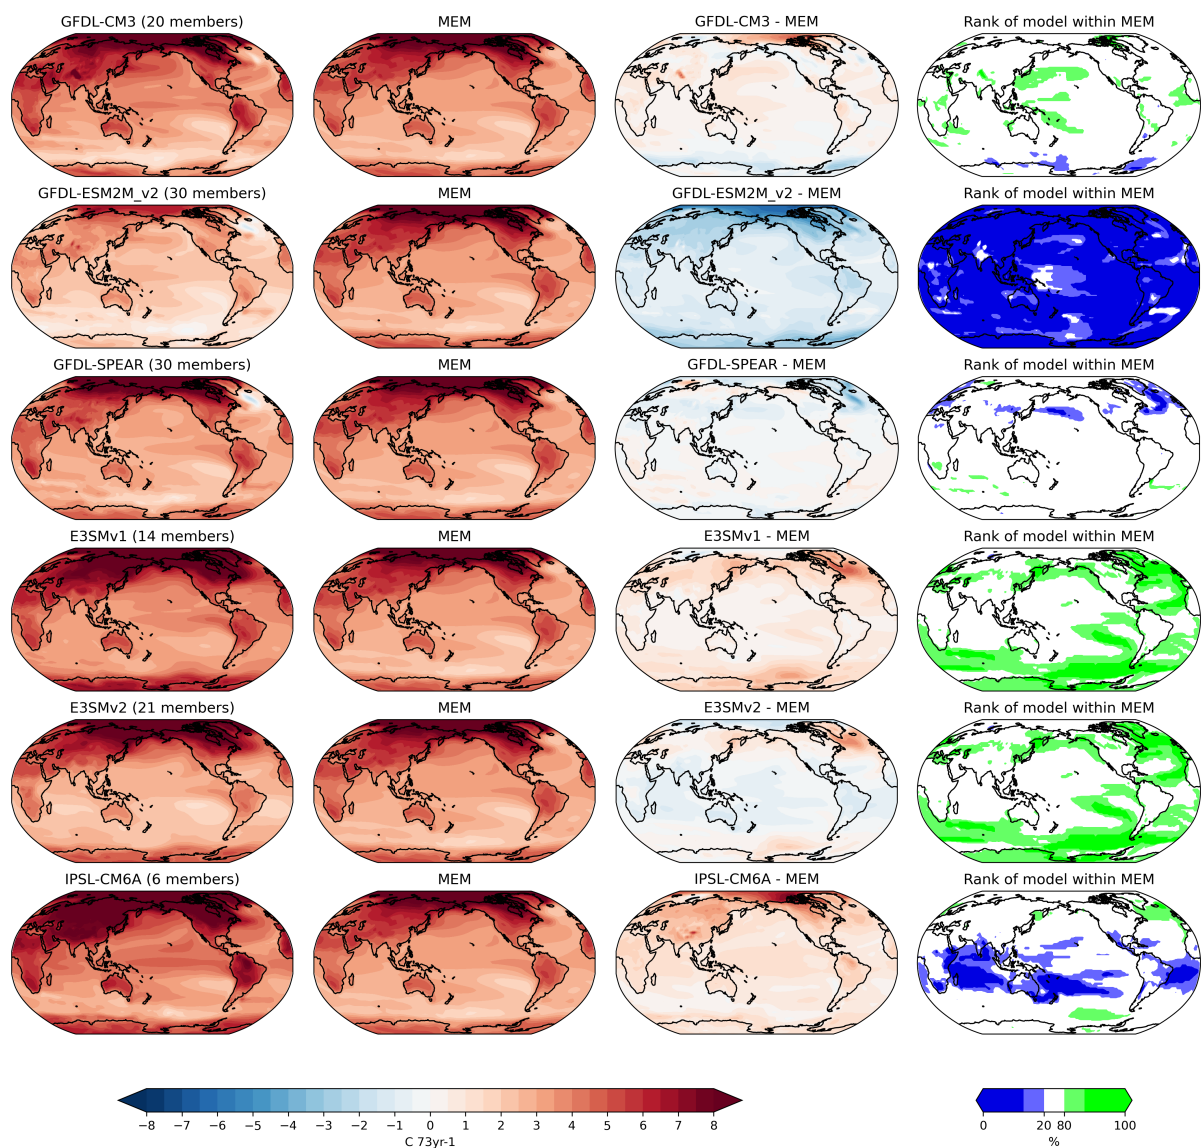 GFDL-CM3 (20 members) MEM GFDL-CM3 - MEM Rank of model within MEM
GFDL-ESM2M_v2 (30 members) MEM GFDL-ESM2M_v2 - MEM Rank of model within MEM
GFDL-SPEAR (30 members) MEM GFDL-SPEAR - MEM Rank of model within MEM
E3SMv1 (14 members) MEM E3SMv1 - MEM Rank of model within MEM
E3SMv2 (21 members) MEM E3SMv2 - MEM Rank of model within MEM
IPSL-CM6A (6 members) MEM IPSL-CM6A - MEM Rank of model within MEM
−8 −7 −6 −5 −4 −3 −2 −1 0 1 2 3 4 5 6 7 8
C 73yr-1
0 20 80 100
%